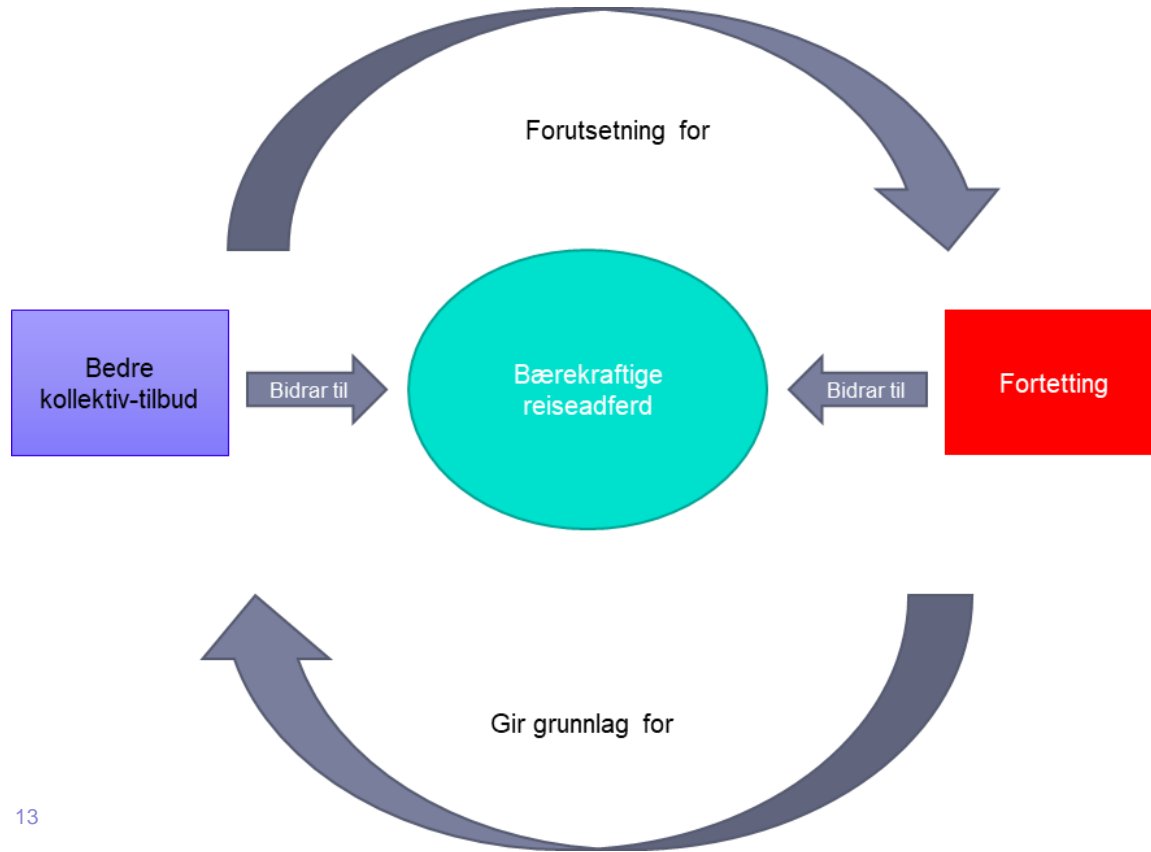 Forutsetning for
Bedre
kollektiv-tilbud
Bidrar til
Bærekraftige
reiseadferd
Bidrar til
Fortetting
Gir grunnlag for
13